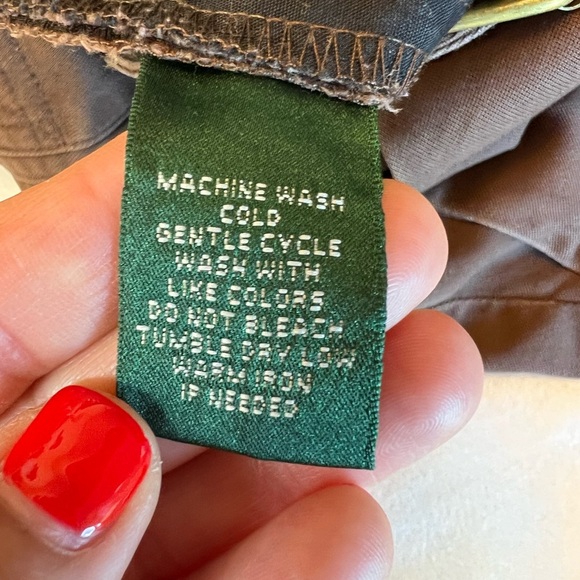 MACHINE WASH
COLD
GENTLE CYCLE
WASH WITH
LIKE COLORS
DO NOT BLEACH
TUMBLE DRY LOW
WARM IRON
IF NEEDED